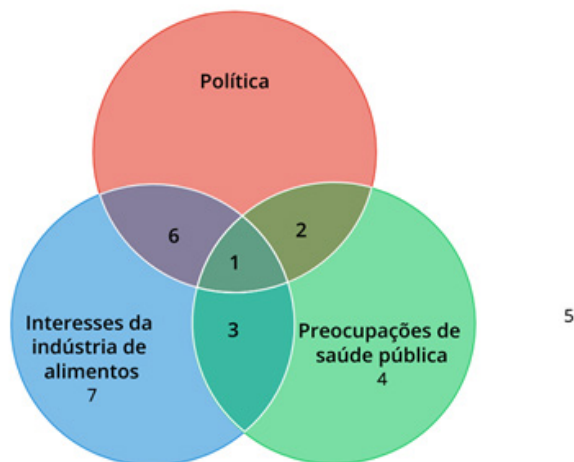 Política
6
2
1
Interesses da
indústria de
alimentos
7
3
Preocupações de
saúde pública
4
5